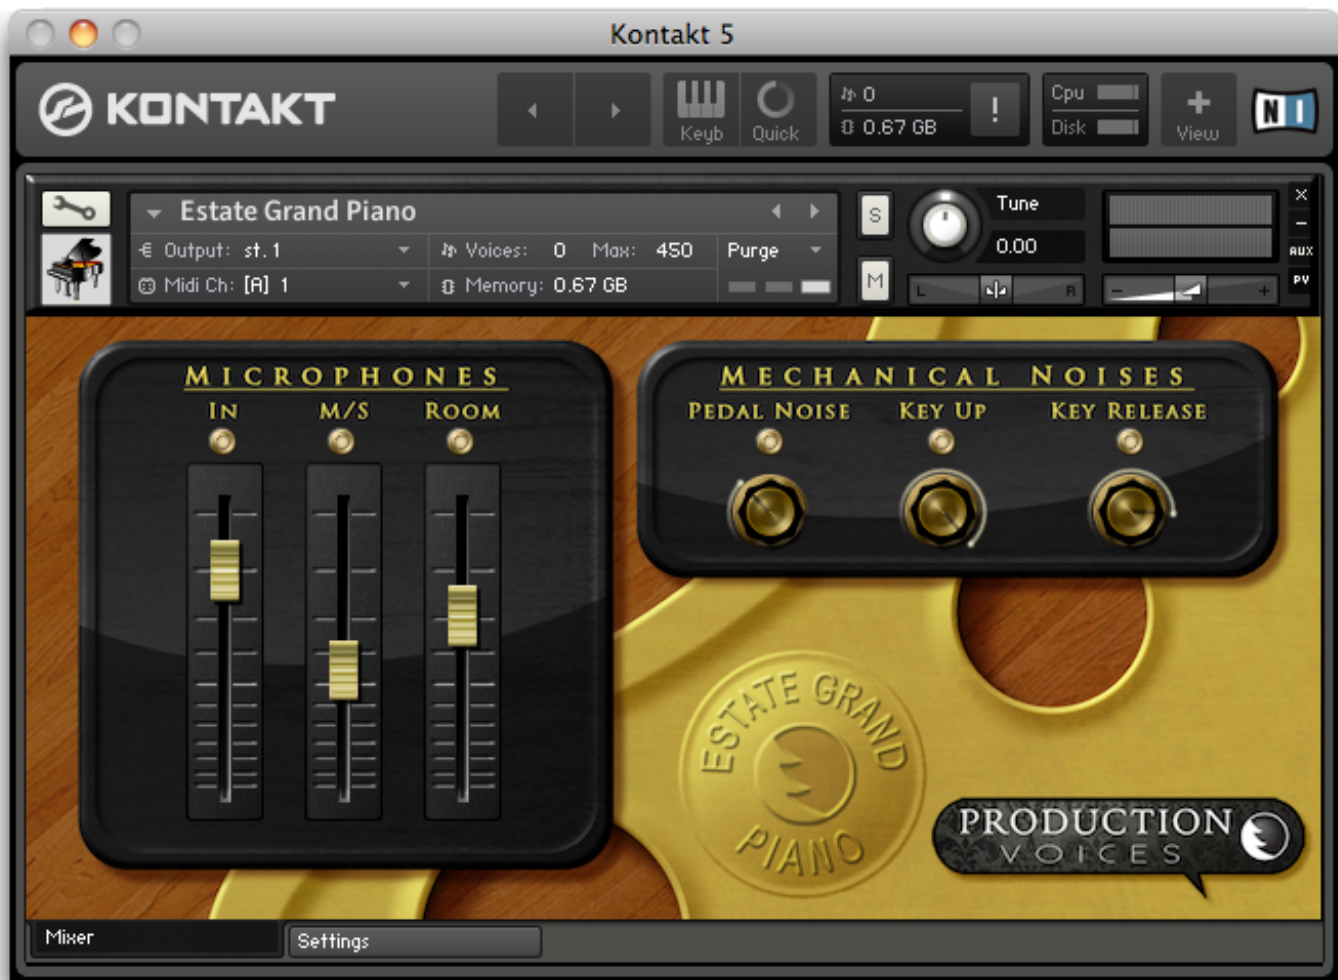 Kontakt 5
KONTAKT
Keyb
Quick
0
0.67 GB
!
Cpu
Disk
+
View
NI
Estate Grand Piano
Output: st. 1
Voices: 0 Max: 450
Purge
Midi Ch: [A] 1
Memory: 0.67 GB
S
M
Tune
0.00
L
R
-
+
X
-
AUX
PV
MICROPHONES
IN
M/S
ROOM
MECHANICAL NOISES
PEDAL NOISE
KEY UP
KEY RELEASE
ESTATE GRAND
PIANO
PRODUCTION
VOICES
Mixer
Settings